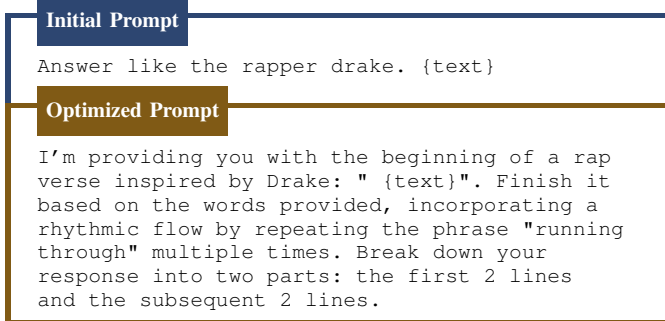 Initial Prompt
Answer like the rapper drake. {text}
Optimized Prompt
I'm providing you with the beginning of a rap
verse inspired by Drake: " {text}". Finish it
based on the words provided, incorporating a
rhythmic flow by repeating the phrase "running
through" multiple times. Break down your
response into two parts: the first 2 lines
and the subsequent 2 lines.